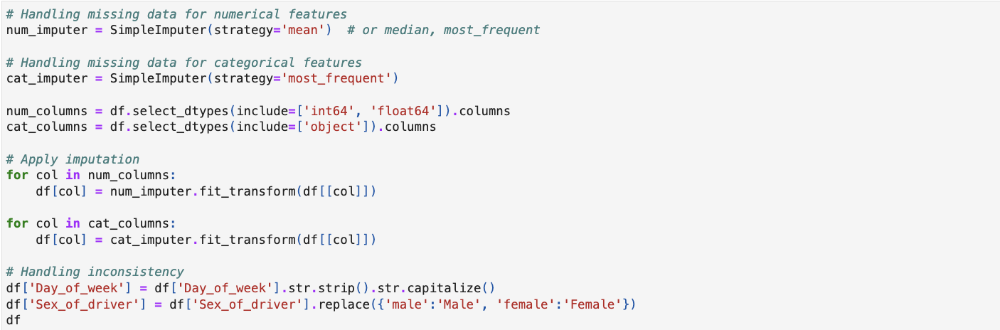 # Handling missing data for numerical features
num_imputer = SimpleImputer(strategy='mean')  # or median, most_frequent

# Handling missing data for categorical features
cat_imputer = SimpleImputer(strategy='most_frequent')

num_columns = df.select_dtypes(include=['int64', 'float64']).columns
cat_columns = df.select_dtypes(include=['object']).columns

# Apply imputation
for col in num_columns:
    df[col] = num_imputer.fit_transform(df[[col]])

for col in cat_columns:
    df[col] = cat_imputer.fit_transform(df[[col]])

# Handling inconsistency
df['Day_of_week'] = df['Day_of_week'].str.strip().str.capitalize()
df['Sex_of_driver'] = df['Sex_of_driver'].replace({'male':'Male', 'female':'Female'})
df